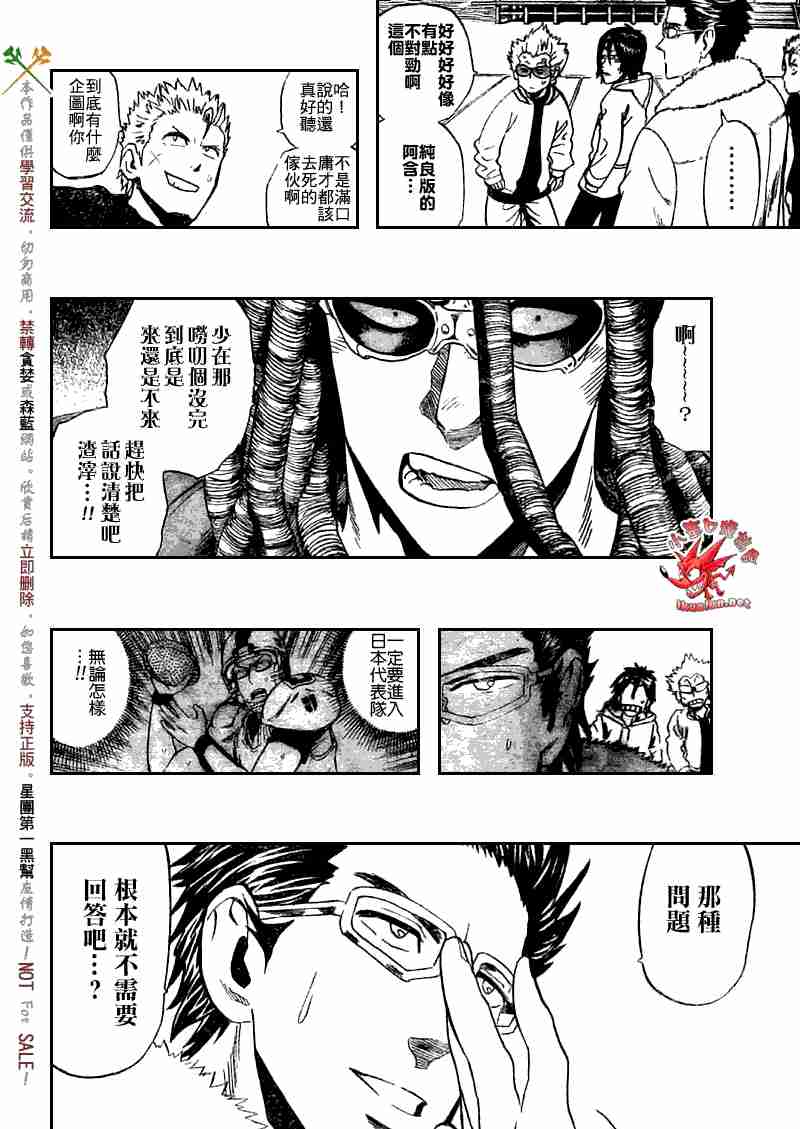 好好好好像
有點
不對勁啊
這個
純良版的
阿含…
……
哈！
說的還
真好聽
不是滿口
庸才都該
去死的
傢伙啊
到底有什麼
企圖啊你
啊~~~~？
少在那
嘮叨個沒完
到底是
來還是不來
趕快把
話說清楚吧
渣滓…!!
一定要進入
日本代表隊
無論怎樣
…!!
那種
問題
根本就不需要
回答吧…？
本作品僅供學習交流，切勿商用，禁轉貪婪或森藍網站。欣賞后請立即刪除，如您喜歡，支持正版。星團第一黑幫友情打造！NOT For SALE！